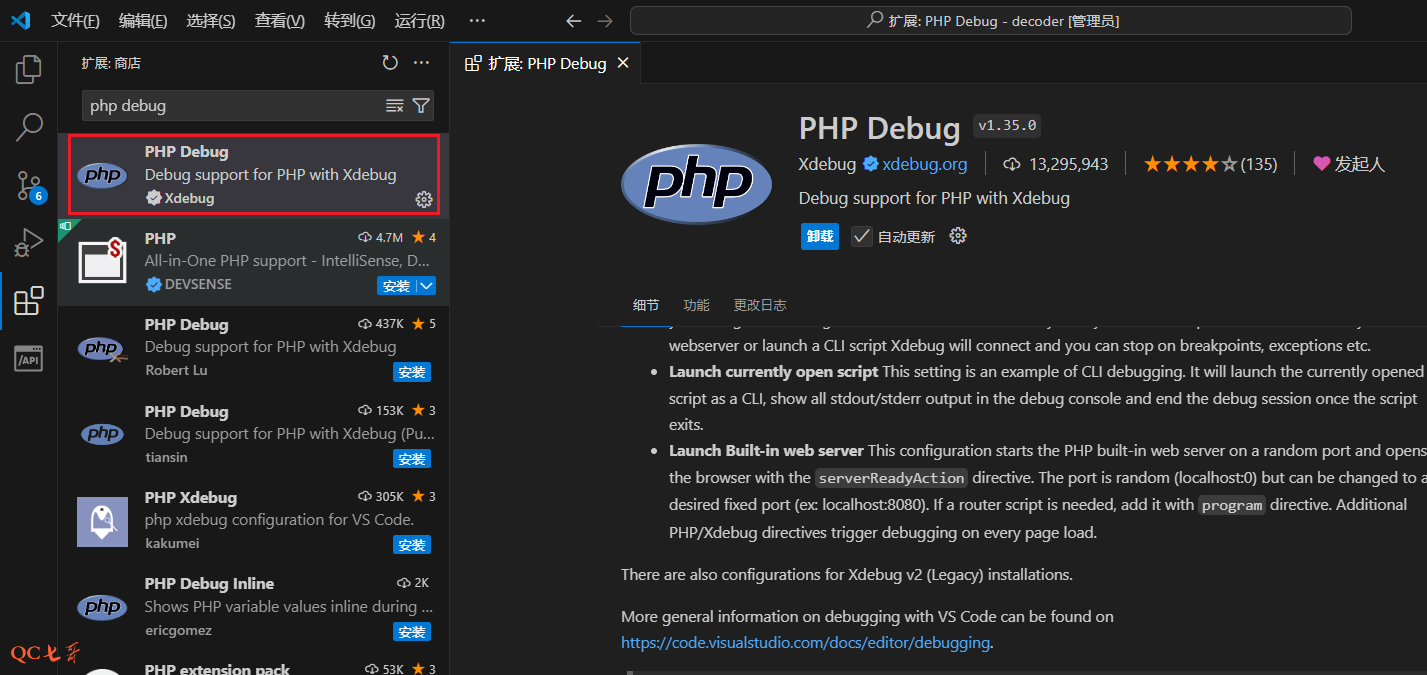 文件(F) 编辑(E) 选择(S) 查看(V) 转到(G) 运行(R) ··· 扩展: PHP Debug - decoder [管理员]
扩展: 商店
扩展: PHP Debug
php debug
php
PHP Debug
Debug support for PHP with Xdebug
Xdebug
6
PHP 4.7M 4
All-in-One PHP support - IntelliSense, D...
DEVSENSE
安装
php
PHP Debug 437K 5
Debug support for PHP with Xdebug
Robert Lu
安装
/API
php
PHP Debug 153K 3
Debug support for PHP with Xdebug (Pu...
tiansin
安装
PHP Xdebug 305K 3
php xdebug configuration for VS Code.
kakumei
安装
php
PHP Debug Inline 2K
Shows PHP variable values inline during ...
ericgomez
安装
PHP extension pack 53K 3
QC七哥
php
PHP Debug v1.35.0
Xdebug xdebug.org 13,295,943 (135) 发起人
Debug support for PHP with Xdebug
卸载 自动更新
细节 功能 更改日志
webserver or launch a CLI script Xdebug will connect and you can stop on breakpoints, exceptions etc.
• Launch currently open script This setting is an example of CLI debugging. It will launch the currently opened
script as a CLI, show all stdout/stderr output in the debug console and end the debug session once the script
exits.
• Launch Built-in web server This configuration starts the PHP built-in web server on a random port and opens
the browser with the serverReadyAction directive. The port is random (localhost:0) but can be changed to a
desired fixed port (ex: localhost:8080). If a router script is needed, add it with program directive. Additional
PHP/Xdebug directives trigger debugging on every page load.
There are also configurations for Xdebug v2 (Legacy) installations.
More general information on debugging with VS Code can be found on
https://code.visualstudio.com/docs/editor/debugging.